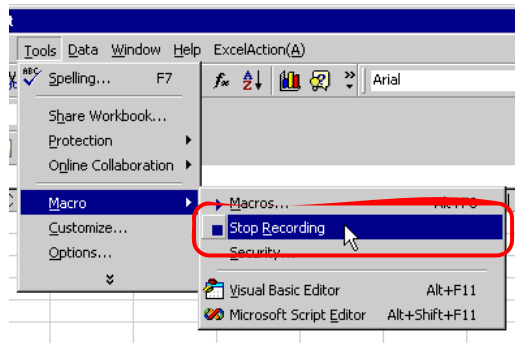 Tools Data Window Help ExcelAction(A)
ABC Spelling... F7
Arial
Share Workbook...
Protection
Online Collaboration
Macro
Macros...
Customize...
Stop Recording
Options...
Security...
Visual Basic Editor Alt+F11
Microsoft Script Editor Alt+Shift+F11